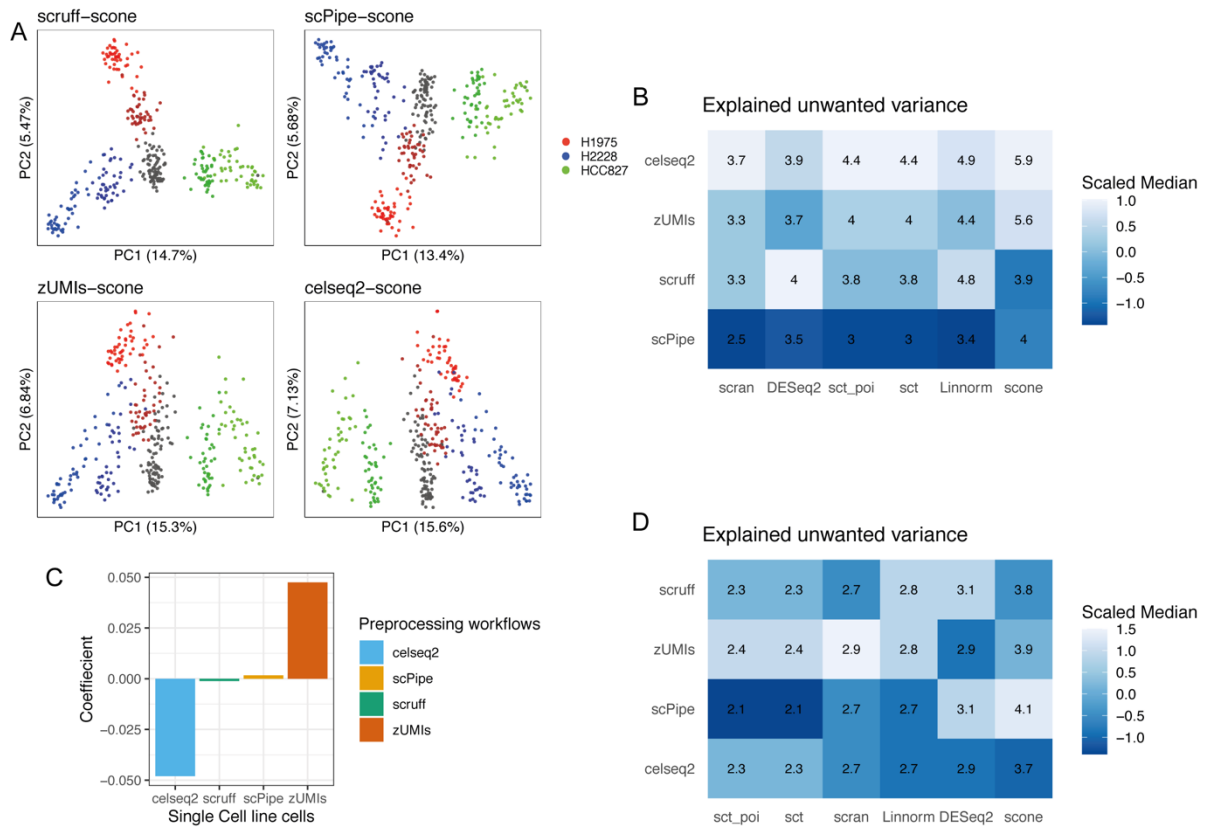 A
scruff−scone
PC2 (5.47%)
PC1 (14.7%)
scPipe−scone
PC2 (5.68%)
PC1 (13.4%)
H1975
H2228
HCC827
zUMIs−scone
PC2 (6.84%)
PC1 (15.3%)
celseq2−scone
PC2 (7.13%)
PC1 (15.6%)
B
Explained unwanted variance
celseq2 3.7 3.9 4.4 4.4 4.9 5.9
zUMIs 3.3 3.7 4 4 4.4 5.6
scruff 3.3 4 3.8 3.8 4.8 3.9
scPipe 2.5 3.5 3 3 3.4 4
scran DESeq2 sct_poi sct Linnorm scone
Scaled Median
1.0
0.5
0.0
−0.5
−1.0
C
Coeffiecient
0.050
0.025
0.000
−0.025
−0.050
celseq2 scruff scPipe zUMIs
Single Cell line cells
Preprocessing workflows
celseq2
scPipe
scruff
zUMIs
D
Explained unwanted variance
scruff 2.3 2.3 2.7 2.8 3.1 3.8
zUMIs 2.4 2.4 2.9 2.8 2.9 3.9
scPipe 2.1 2.1 2.7 2.7 3.1 4.1
celseq2 2.3 2.3 2.7 2.7 2.9 3.7
sct_poi sct scran Linnorm DESeq2 scone
Scaled Median
1.5
1.0
0.5
0.0
−0.5
−1.0